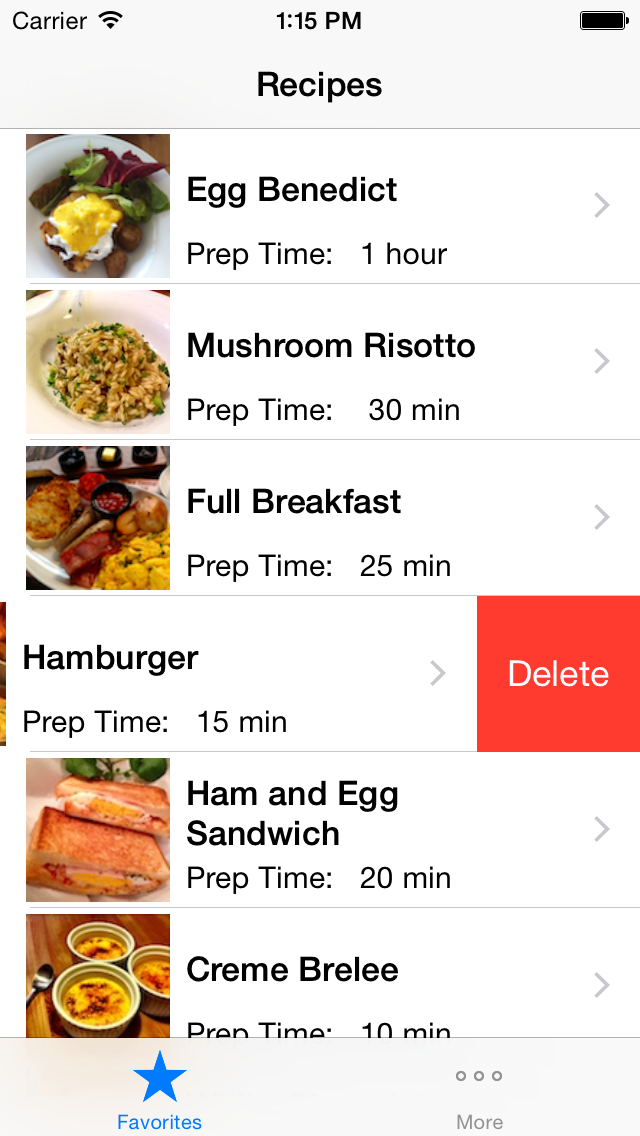 Carrier 1:15 PM
Recipes
Egg Benedict
Prep Time: 1 hour
Mushroom Risotto
Prep Time: 30 min
Full Breakfast
Prep Time: 25 min
Hamburger
Delete
Prep Time: 15 min
Ham and Egg
Sandwich
Prep Time: 20 min
Creme Brelee
Prep Time: 10 min
Favorites More